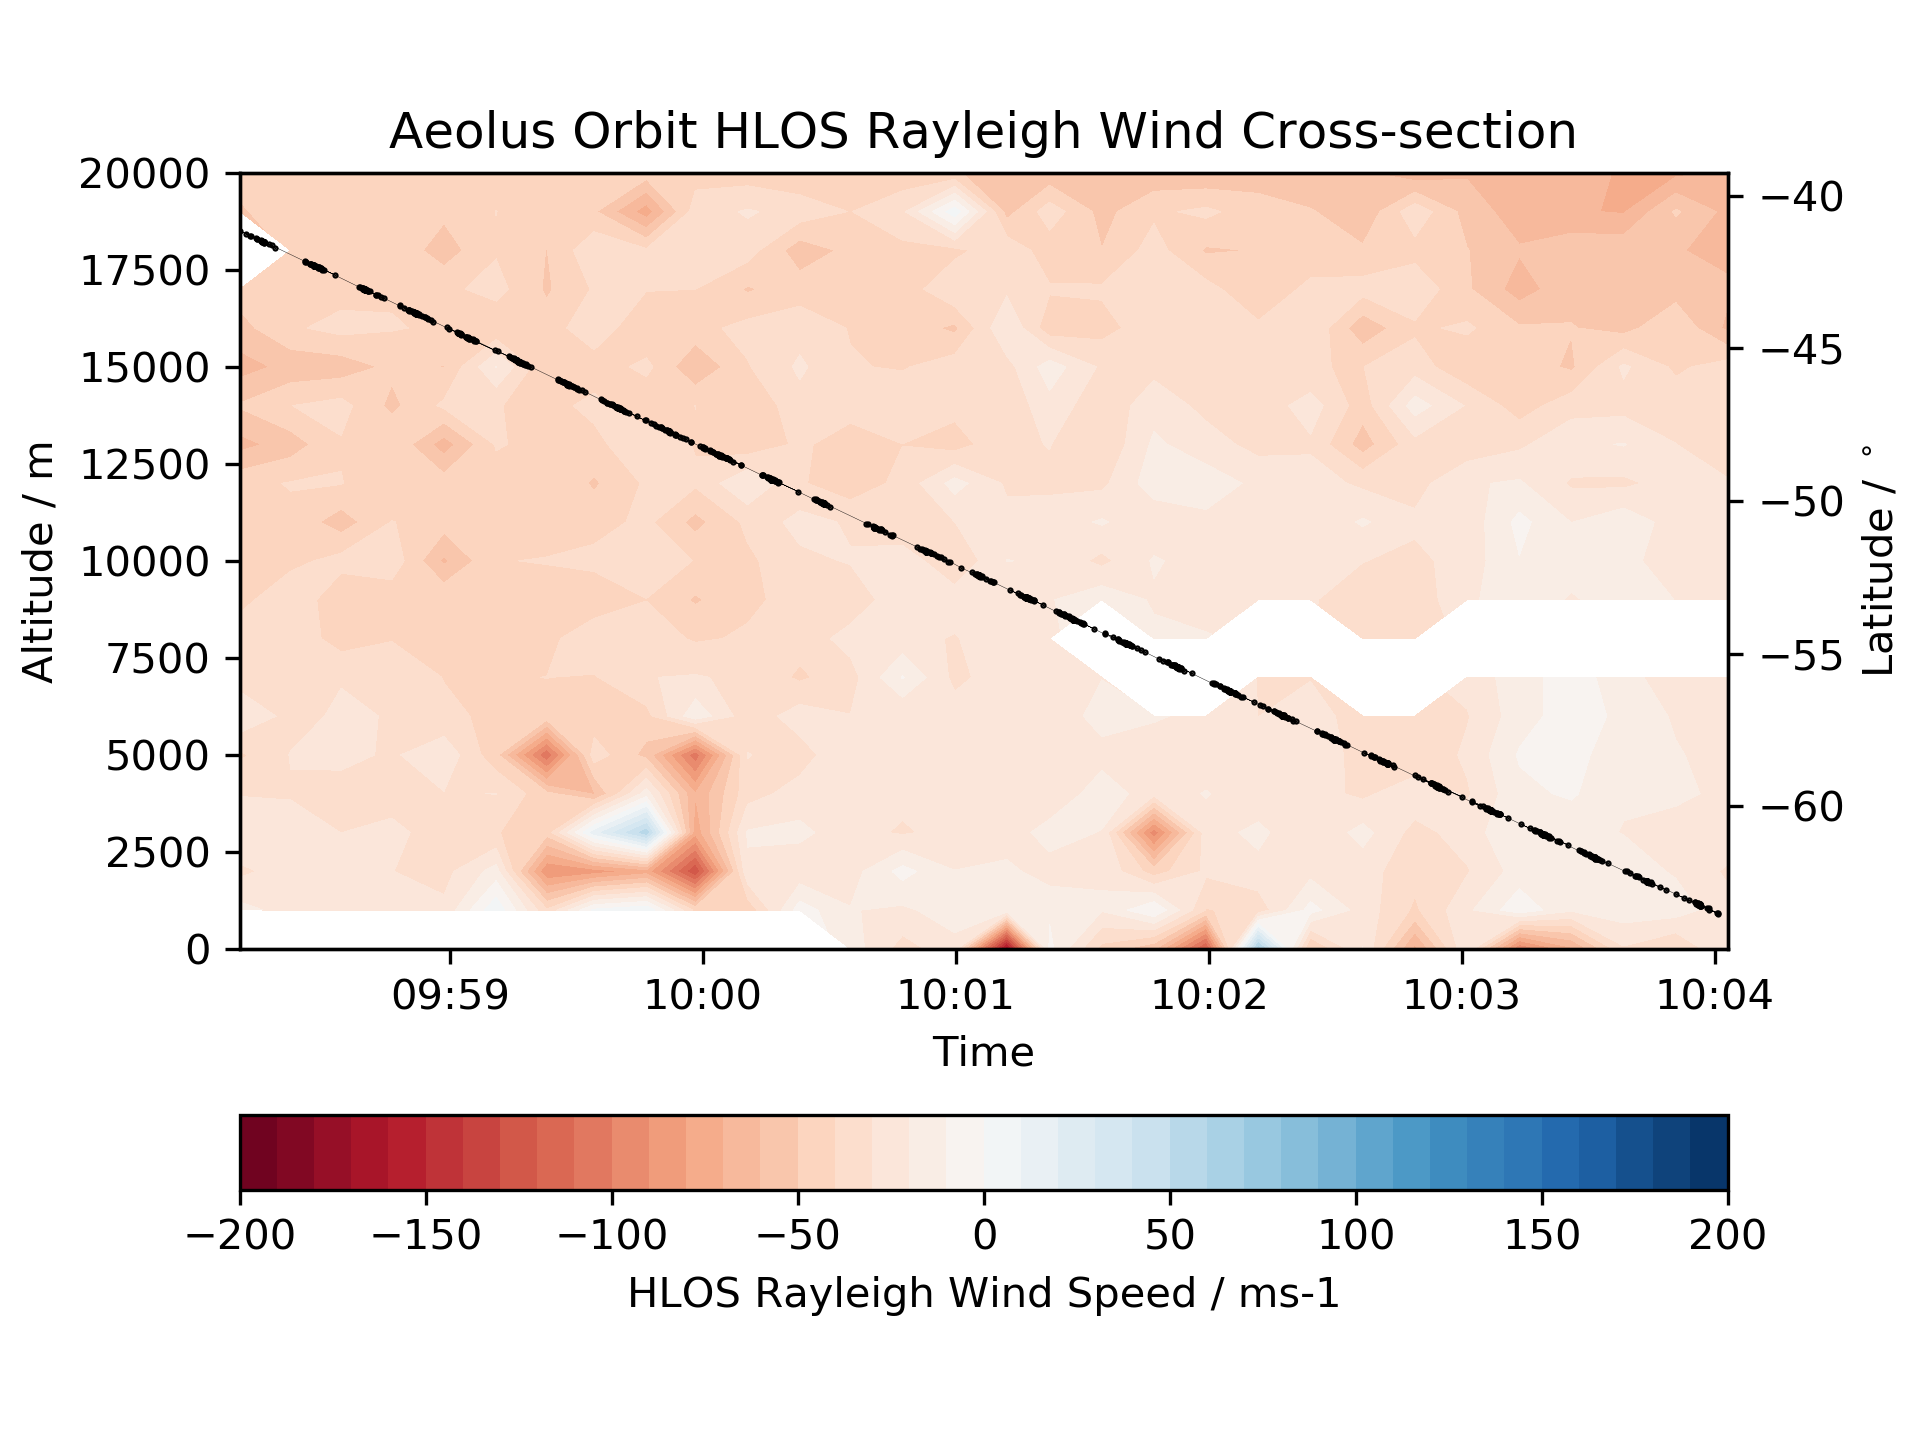 Aeolus Orbit HLOS Rayleigh Wind Cross-section
20000
17500
15000
12500
10000
7500
5000
2500
0
Altitude / m
−40
−45
−50
−55
−60
Latitude / °
09:59 10:00 10:01 10:02 10:03 10:04
Time
−200 −150 −100 −50 0 50 100 150 200
HLOS Rayleigh Wind Speed / ms-1